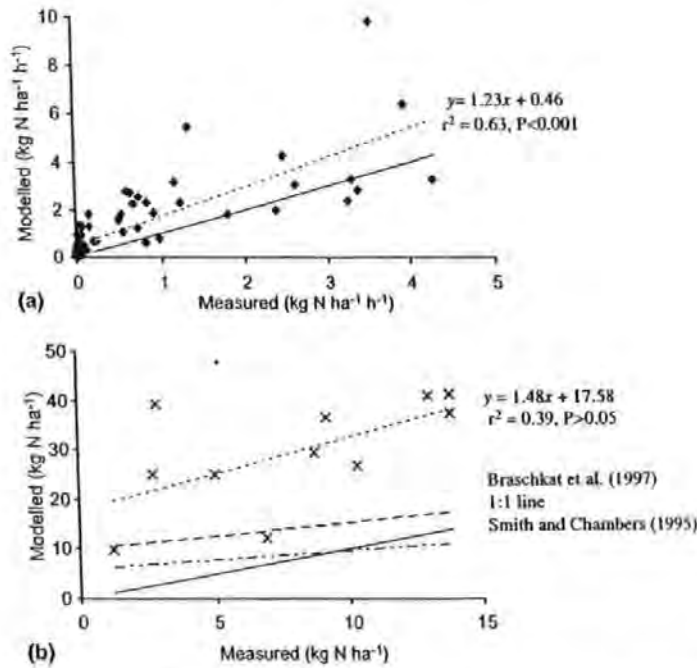 10
8
6
4
2
0
Modelled (kg N ha⁻¹ h⁻¹)
y= 1.23x + 0.46
r² = 0.63, P<0.001
0 1 2 3 4 5
(a) Measured (kg N ha⁻¹ h⁻¹)
50
40
30
20
10
0
Modelled (kg N ha⁻¹)
y = 1.48x + 17.58
r² = 0.39, P>0.05
Braschkat et al. (1997)
1:1 line
Smith and Chambers (1995)
0 5 10 15
(b) Measured (kg N ha⁻¹)